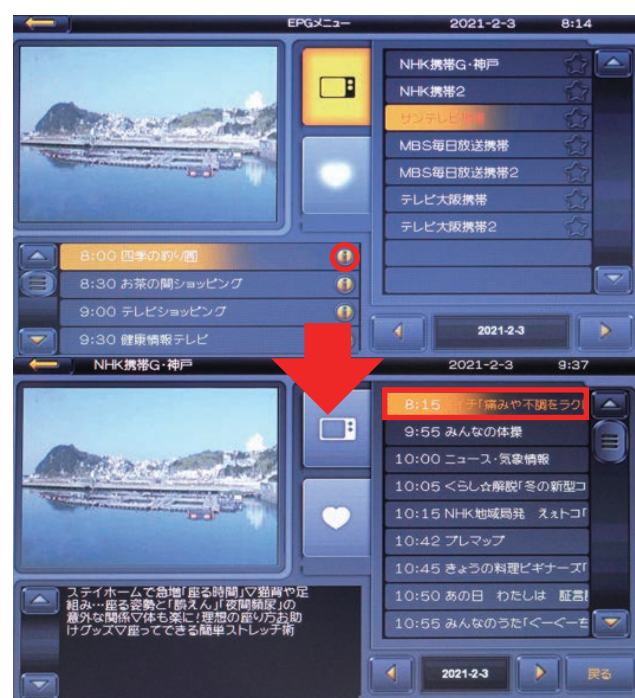 EPGメニュー 2021-2-3 8:14
NHK携帯G・神戸
NHK携帯2
サンテレビ携帯
MBS毎日放送携帯
MBS毎日放送携帯2
テレビ大阪携帯
テレビ大阪携帯2
8:00 四季の釣り
8:30 お茶の間ショッピング
9:00 テレビショッピング
9:30 健康情報テレビ
2021-2-3
NHK携帯G・神戸 2021-2-3 9:37
8:15 イチ「痛みや不調をラク
9:55 みんなの体操
10:00 ニュース・気象情報
10:05 くらし☆解説「冬の新型コ
10:15 NHK地域局発 えぇトコ「
10:42 プレマップ
10:45 きょうの料理ビギナーズ「
10:50 あの日 わたしは 証言
10:55 みんなのうた「ぐーぐーを
ステイホームで急増「座る時間」▽猫背や足
組み…座る姿勢と「誤えん」「夜間頻尿」の
意外な関係▽体も楽に!理想の座り方お助
けグッズ▽座ってできる簡単ストレッチ術
2021-2-3 戻る